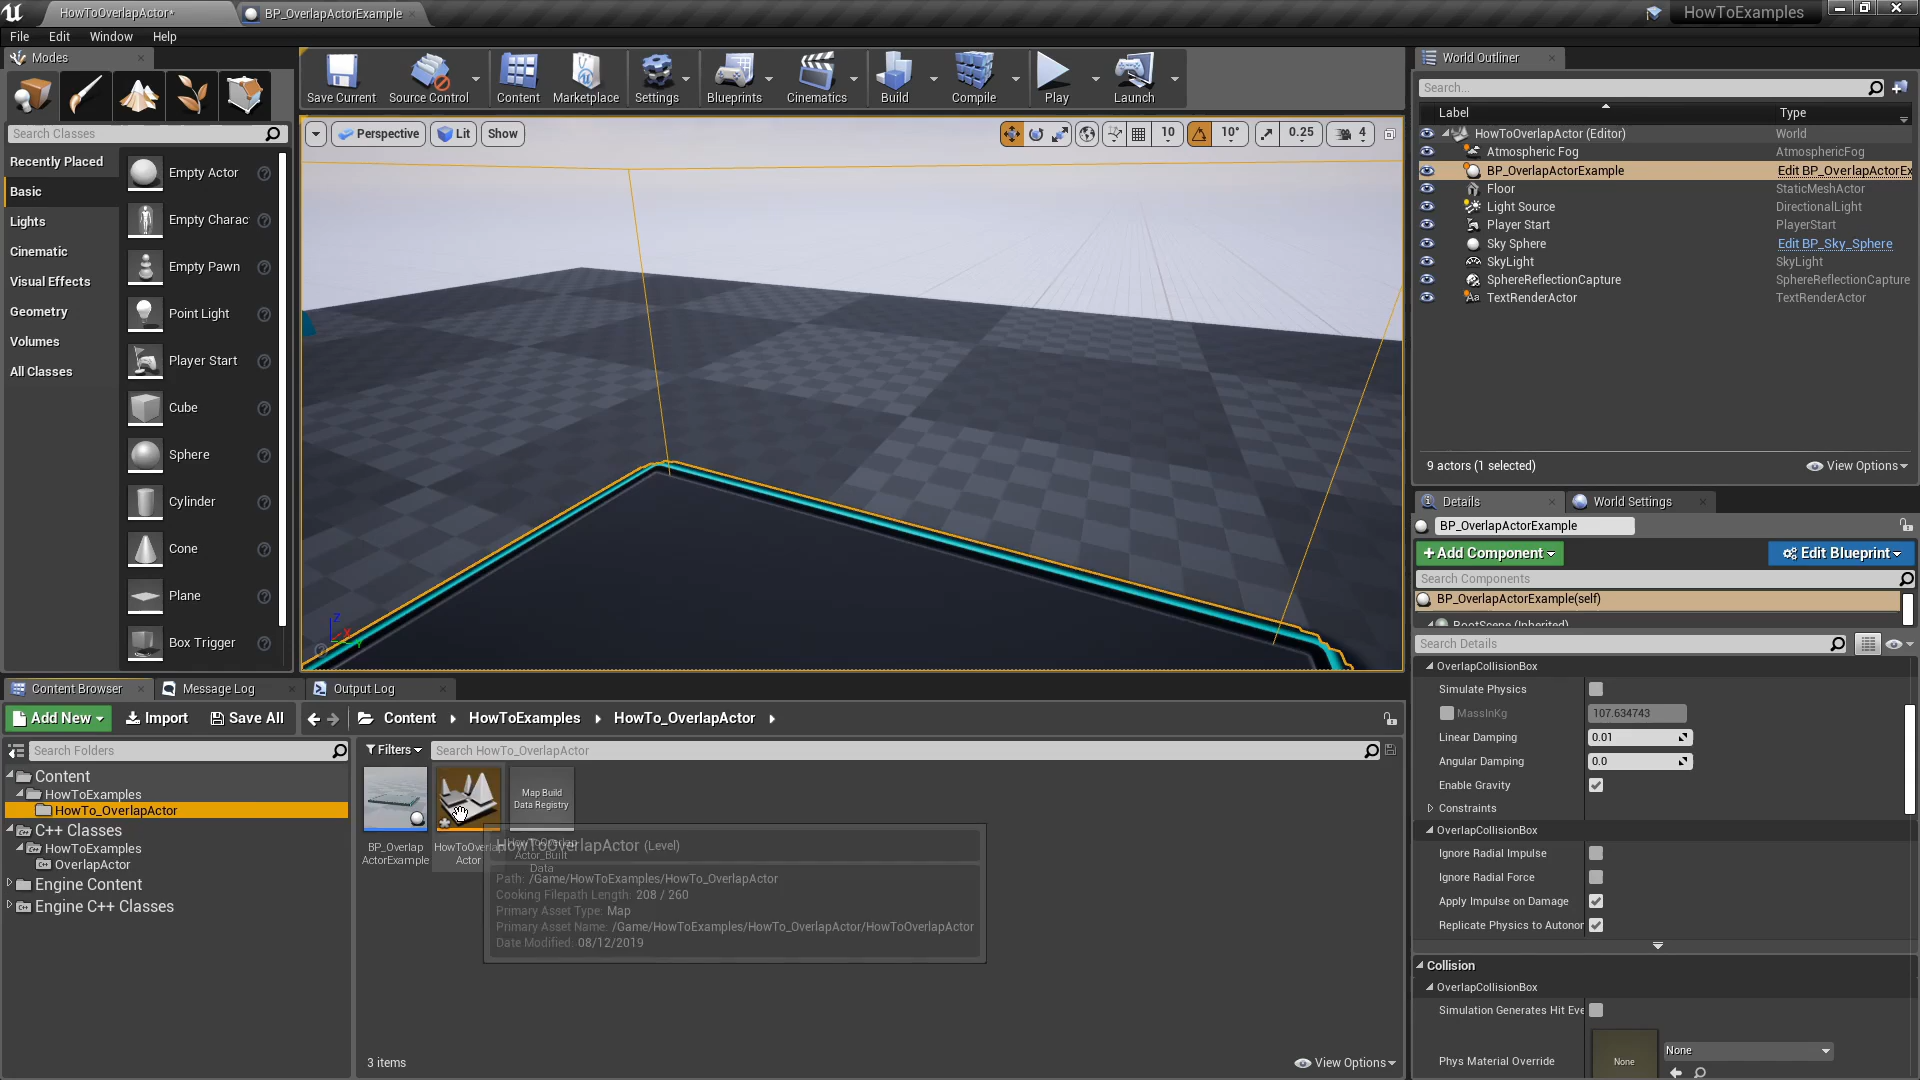 HowToOverlapActor*
BP_OverlapActorExample
HowToExamples
File Edit Window Help
Modes
Search Classes
Recently Placed
Basic
Lights
Cinematic
Visual Effects
Geometry
Volumes
All Classes
Empty Actor
Empty Charac
Empty Pawn
Point Light
Player Start
Cube
Sphere
Cylinder
Cone
Plane
Box Trigger
Save Current
Source Control
Content
Marketplace
Settings
Blueprints
Cinematics
Build
Compile
Play
Launch
Perspective
Lit
Show
10
10°
0.25
4
World Outliner
Search...
Label Type
HowToOverlapActor (Editor) World
Atmospheric Fog AtmosphericFog
BP_OverlapActorExample Edit BP_OverlapActorEx
Floor StaticMeshActor
Light Source DirectionalLight
Player Start PlayerStart
Sky Sphere Edit BP_Sky_Sphere
SkyLight SkyLight
SphereReflectionCapture SphereReflectionCapture
TextRenderActor TextRenderActor
9 actors (1 selected) View Options
Details
World Settings
BP_OverlapActorExample
+Add Component
Edit Blueprint
Search Components
BP_OverlapActorExample(self)
RootScene (Inherited)
Search Details
OverlapCollisionBox
Simulate Physics
MassInKg 107.634743
Linear Damping 0.01
Angular Damping 0.0
Enable Gravity
Constraints
OverlapCollisionBox
Ignore Radial Impulse
Ignore Radial Force
Apply Impulse on Damage
Replicate Physics to Autonor
Collision
OverlapCollisionBox
Simulation Generates Hit Eve
Phys Material Override None None
Content Browser
Message Log
Output Log
Add New
Import
Save All
Content HowToExamples HowTo_OverlapActor
Search Folders
Content
HowToExamples
HowTo_OverlapActor
C++ Classes
HowToExamples
OverlapActor
Engine Content
Engine C++ Classes
Filters
Search HowTo_OverlapActor
BP_Overlap
ActorExample
HowToOverlap
Actor
Map Build
Data Registry
HowToOverlap
Actor_Built
Data
HowToOverlapActor (Level)
Path: /Game/HowToExamples/HowTo_OverlapActor
Cooking Filepath Length: 208 / 260
Primary Asset Type: Map
Primary Asset Name: /Game/HowToExamples/HowTo_OverlapActor/HowToOverlapActor
Date Modified: 08/12/2019
3 items
View Options
Z
X
Y